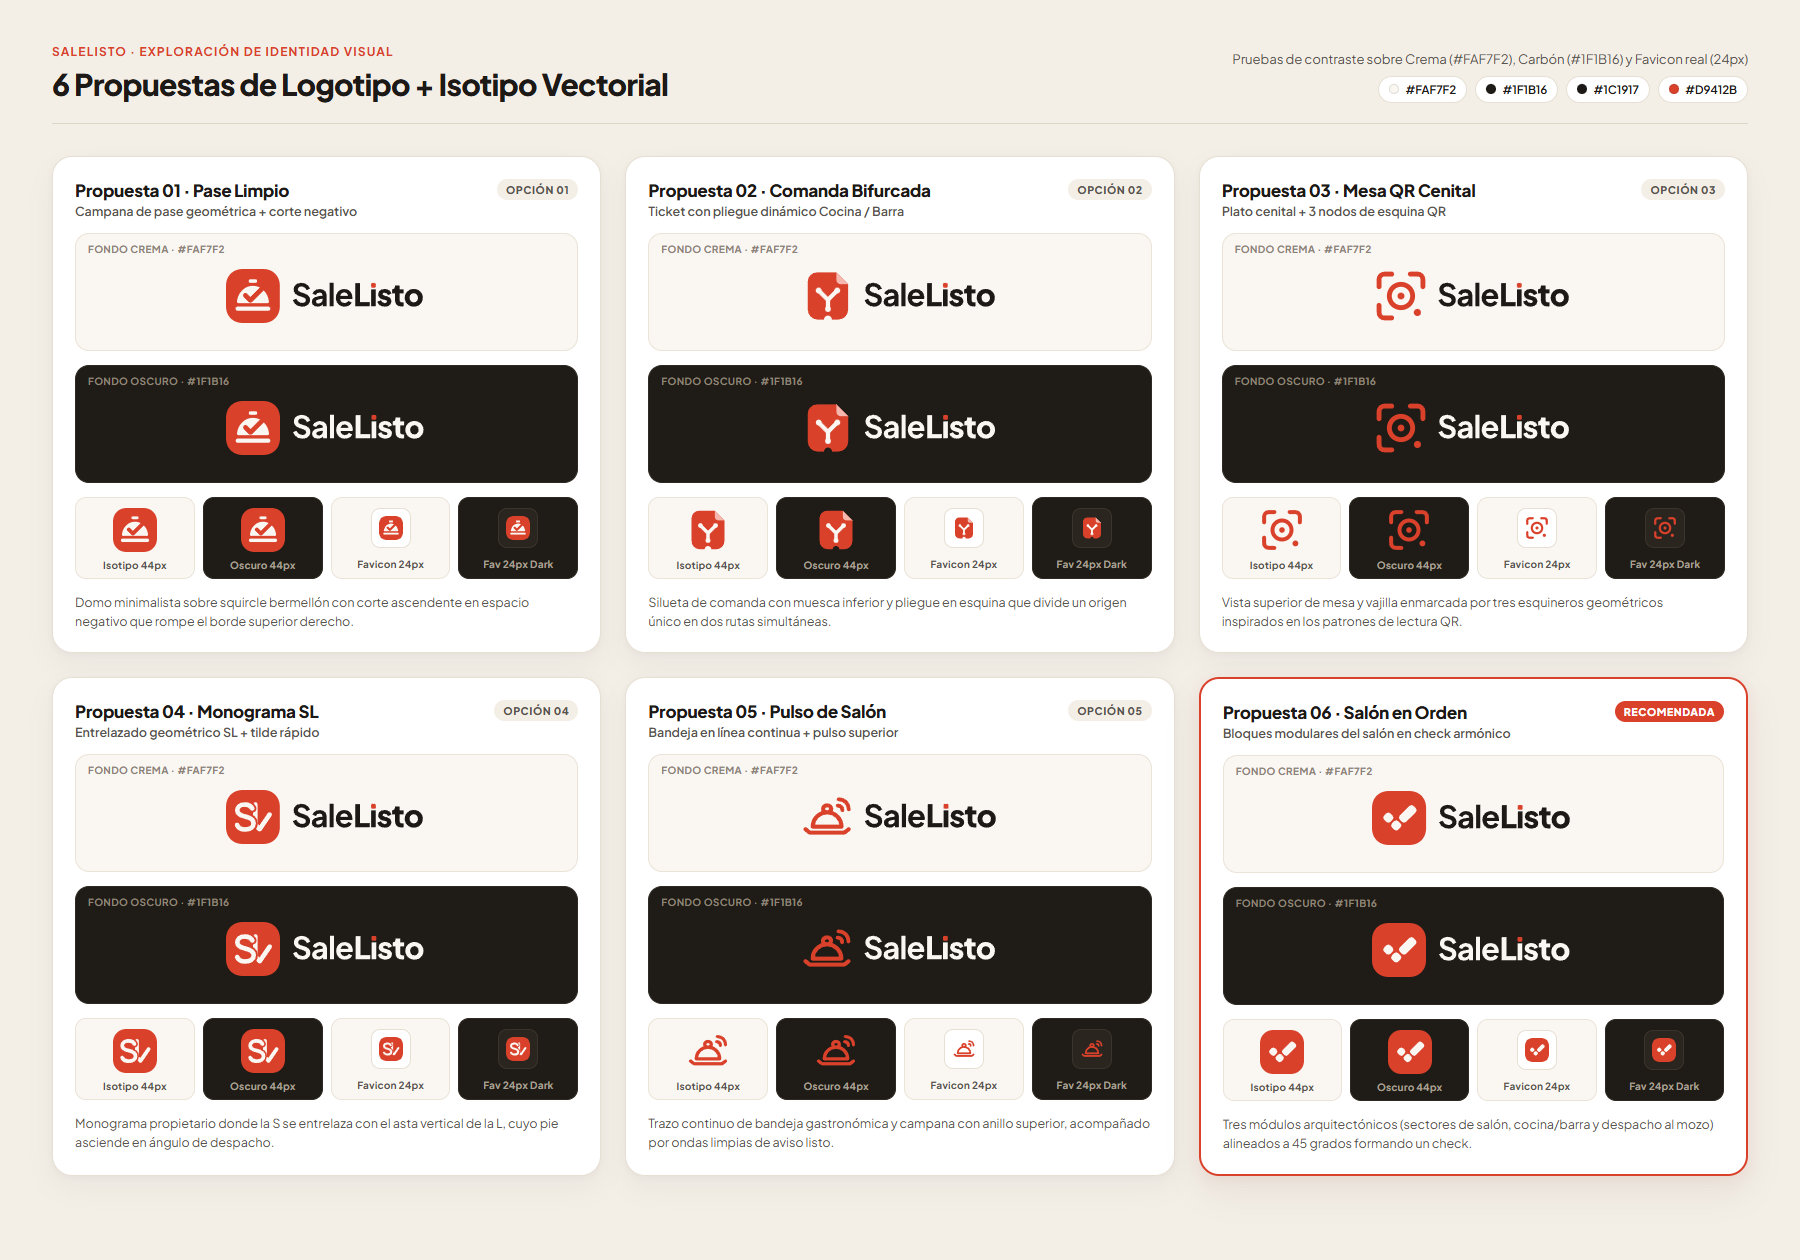 SALELISTO · EXPLORACIÓN DE IDENTIDAD VISUAL
6 Propuestas de Logotipo + Isotipo Vectorial
Pruebas de contraste sobre Crema (#FAF7F2), Carbón (#1F1B16) y Favicon real (24px)
#FAF7F2
#1F1B16
#1C1917
#D9412B
Propuesta 01 · Pase Limpio
OPCIÓN 01
Campana de pase geométrica + corte negativo
FONDO CREMA · #FAF7F2
SaleListo
FONDO OSCURO · #1F1B16
SaleListo
Isotipo 44px
Oscuro 44px
Favicon 24px
Fav 24px Dark
Domo minimalista sobre squircle bermellón con corte ascendente en espacio
negativo que rompe el borde superior derecho.
Propuesta 02 · Comanda Bifurcada
OPCIÓN 02
Ticket con pliegue dinámico Cocina / Barra
FONDO CREMA · #FAF7F2
SaleListo
FONDO OSCURO · #1F1B16
SaleListo
Isotipo 44px
Oscuro 44px
Favicon 24px
Fav 24px Dark
Silueta de comanda con muesca inferior y pliegue en esquina que divide un origen
único en dos rutas simultáneas.
Propuesta 03 · Mesa QR Cenital
OPCIÓN 03
Plato cenital + 3 nodos de esquina QR
FONDO CREMA · #FAF7F2
SaleListo
FONDO OSCURO · #1F1B16
SaleListo
Isotipo 44px
Oscuro 44px
Favicon 24px
Fav 24px Dark
Vista superior de mesa y vajilla enmarcada por tres esquineros geométricos
inspirados en los patrones de lectura QR.
Propuesta 04 · Monograma SL
OPCIÓN 04
Entrelazado geométrico SL + tilde rápido
FONDO CREMA · #FAF7F2
SaleListo
FONDO OSCURO · #1F1B16
SaleListo
Isotipo 44px
Oscuro 44px
Favicon 24px
Fav 24px Dark
Monograma propietario donde la S se entrelaza con el asta vertical de la L, cuyo pie
asciende en ángulo de despacho.
Propuesta 05 · Pulso de Salón
OPCIÓN 05
Bandeja en línea continua + pulso superior
FONDO CREMA · #FAF7F2
SaleListo
FONDO OSCURO · #1F1B16
SaleListo
Isotipo 44px
Oscuro 44px
Favicon 24px
Fav 24px Dark
Trazo continuo de bandeja gastronómica y campana con anillo superior, acompañado
por ondas limpias de aviso listo.
Propuesta 06 · Salón en Orden
RECOMENDADA
Bloques modulares del salón en check armónico
FONDO CREMA · #FAF7F2
SaleListo
FONDO OSCURO · #1F1B16
SaleListo
Isotipo 44px
Oscuro 44px
Favicon 24px
Fav 24px Dark
Tres módulos arquitectónicos (sectores de salón, cocina/barra y despacho al mozo)
alineados a 45 grados formando un check.